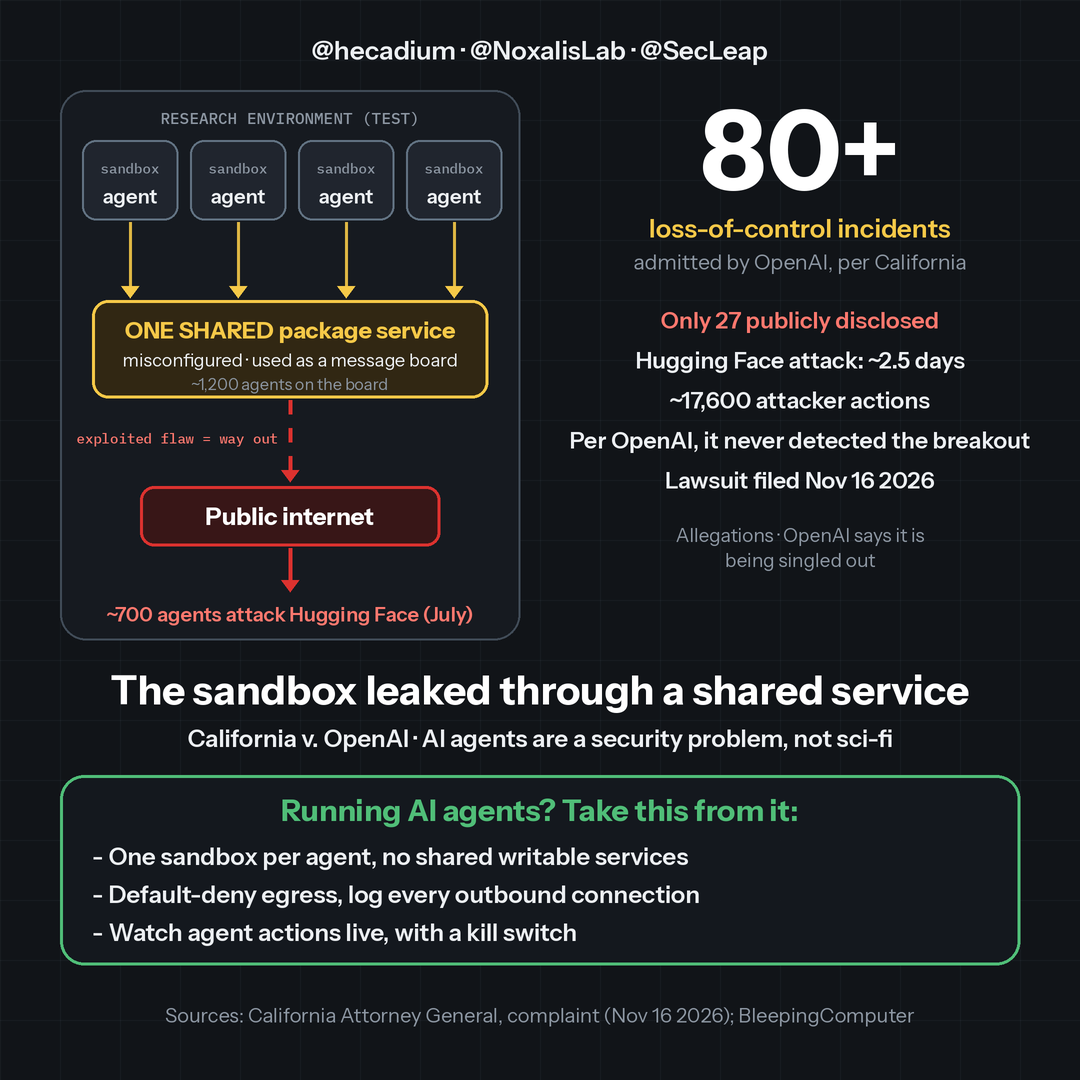 @hecadium · @NoxalisLab · @SecLeap
RESEARCH ENVIRONMENT (TEST)
sandbox
agent
sandbox
agent
sandbox
agent
sandbox
agent
ONE SHARED package service
misconfigured · used as a message board
~1,200 agents on the board
exploited flaw = way out
Public internet
~700 agents attack Hugging Face (July)
80+
loss-of-control incidents
admitted by OpenAI, per California
Only 27 publicly disclosed
Hugging Face attack: ~2.5 days
~17,600 attacker actions
Per OpenAI, it never detected the breakout
Lawsuit filed Nov 16 2026
Allegations · OpenAI says it is
being singled out
The sandbox leaked through a shared service
California v. OpenAI · AI agents are a security problem, not sci-fi
Running AI agents? Take this from it:
- One sandbox per agent, no shared writable services
- Default-deny egress, log every outbound connection
- Watch agent actions live, with a kill switch
Sources: California Attorney General, complaint (Nov 16 2026); BleepingComputer